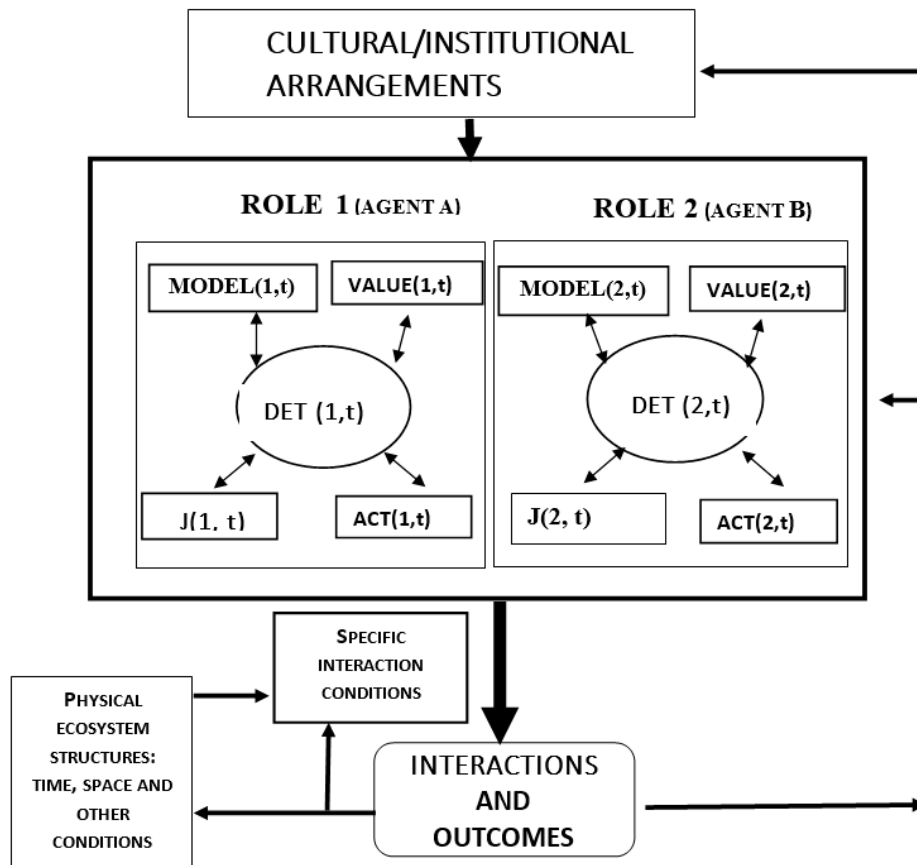 CULTURAL/INSTITUTIONAL
ARRANGEMENTS
ROLE 1 (AGENT A)
ROLE 2 (AGENT B)
MODEL(1,t)
VALUE(1,t)
MODEL(2,t)
VALUE(2,t)
DET (1,t)
DET (2,t)
J(1, t)
ACT(1,t)
J(2, t)
ACT(2,t)
SPECIFIC
INTERACTION
CONDITIONS
PHYSICAL
ECOSYSTEM
STRUCTURES:
TIME, SPACE AND
OTHER
CONDITIONS
INTERACTIONS
AND
OUTCOMES